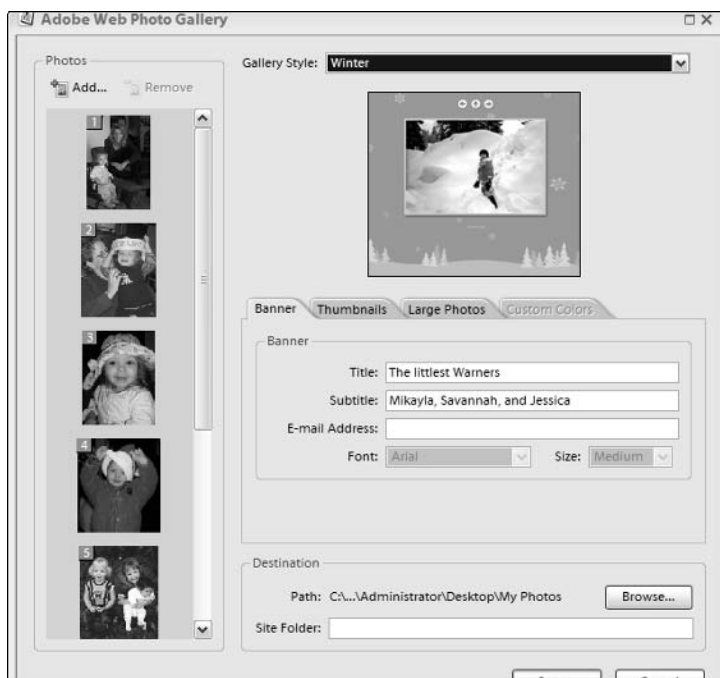 Adobe Web Photo Gallery
Photos
Add...
Remove
1
2
3
4
5
Gallery Style: Winter
Banner
Thumbnails
Large Photos
Custom Colors
Banner
Title: The littlest Warners
Subtitle: Mikayla, Savannah, and Jessica
E-mail Address:
Font: Arial
Size: Medium
Destination
Path: C:\...\Administrator\Desktop\My Photos
Browse...
Site Folder: